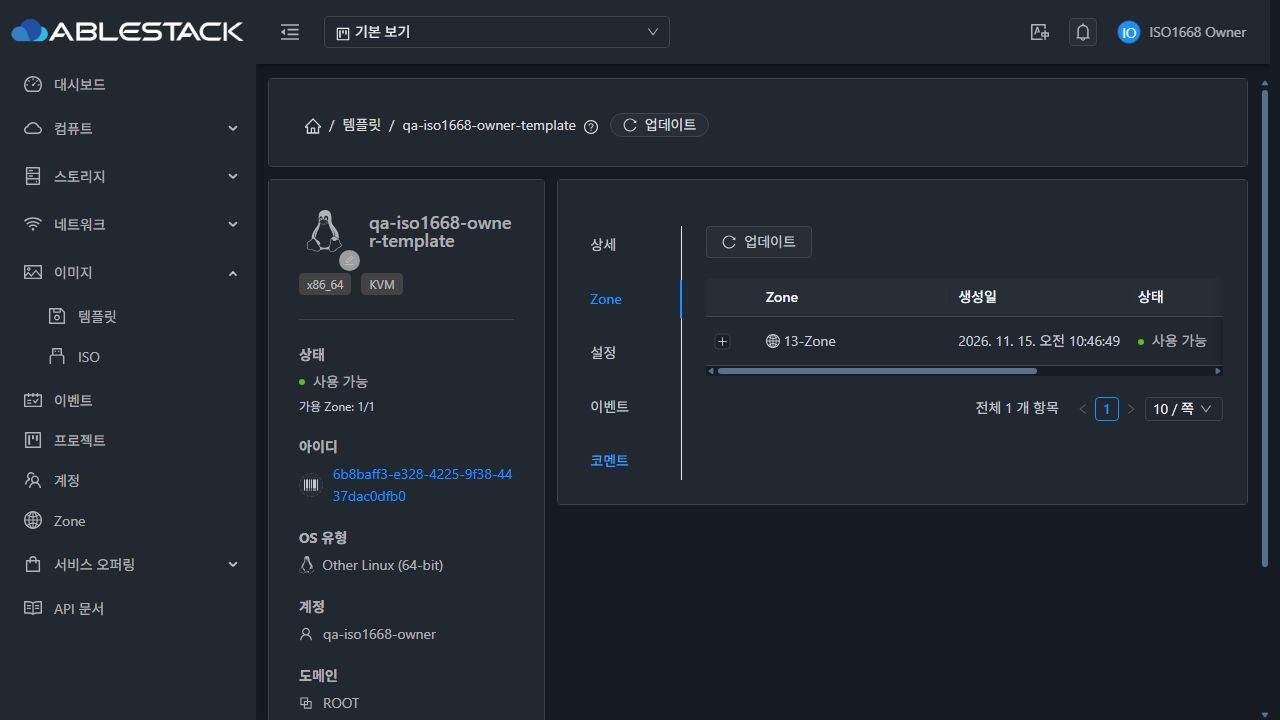 ABLESTACK
기본 보기
IO
ISO1668 Owner
대시보드
컴퓨트
스토리지
네트워크
이미지
템플릿
ISO
이벤트
프로젝트
계정
Zone
서비스 오퍼링
API 문서
/ 템플릿 / qa-iso1668-owner-template
업데이트
qa-iso1668-owne
r-template
x86_64
KVM
상태
사용 가능
가용 Zone: 1/1
아이디
6b8baff3-e328-4225-9f38-44
37dac0dfb0
OS 유형
Other Linux (64-bit)
계정
qa-iso1668-owner
도메인
ROOT
상세
Zone
설정
이벤트
코멘트
업데이트
Zone 생성일 상태
13-Zone 2026. 11. 15. 오전 10:46:49 사용 가능
전체 1 개 항목
1
10 / 쪽